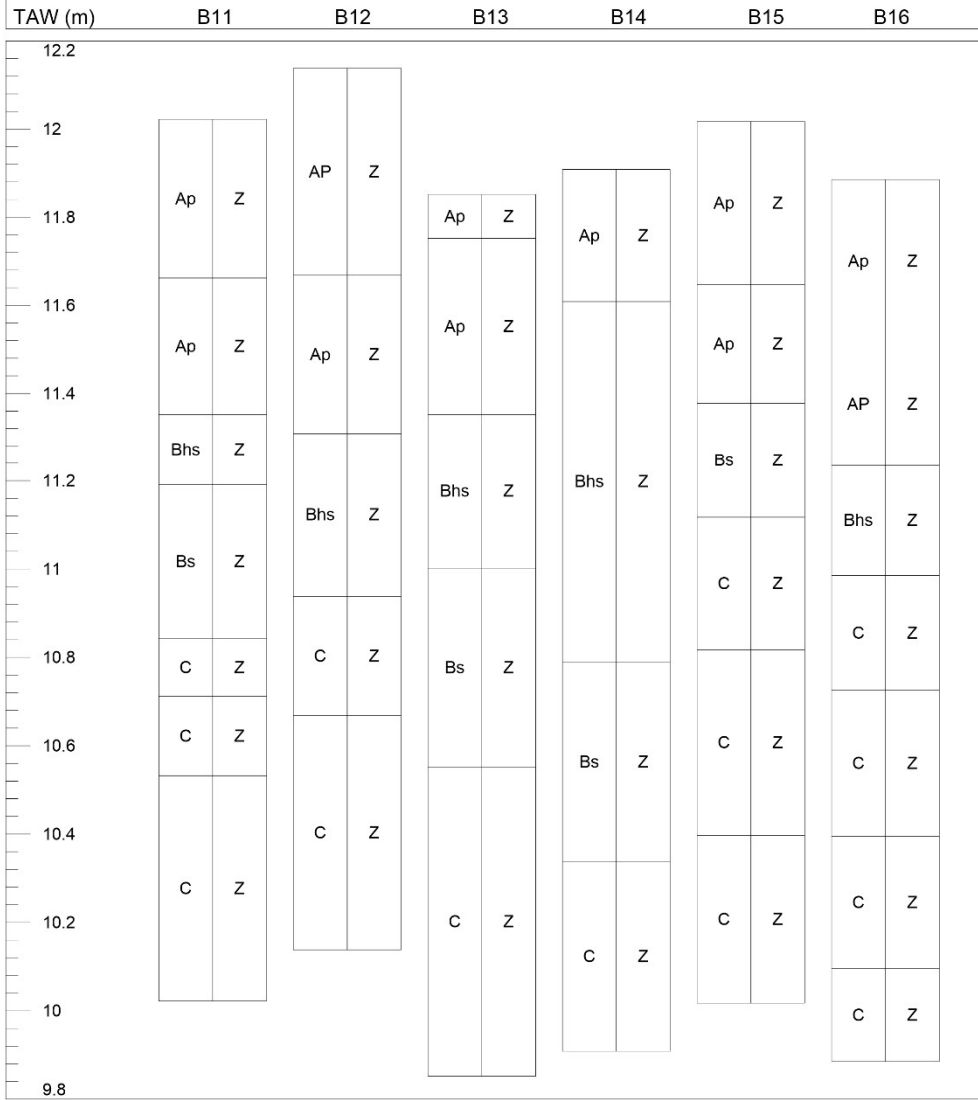 TAW (m) B11 B12 B13 B14 B15 B16
12.2
12
AP Z
Ap Z Ap Z Ap Z
Ap Z
11.8
Ap Z
Ap Z
11.6
Ap Z
Ap Z Ap Z Ap Z
11.4
AP Z
Bhs Z
Bs Z
11.2
Bhs Z Bhs Z
Bhs Z
Bhs Z
11
Bs Z
C Z
C Z
10.8
C Z C Z Bs Z
10.6
C Z
C Z
Bs Z C Z
10.4
C Z
C Z
C Z
10.2
C Z C Z
C Z
10
C Z
9.8